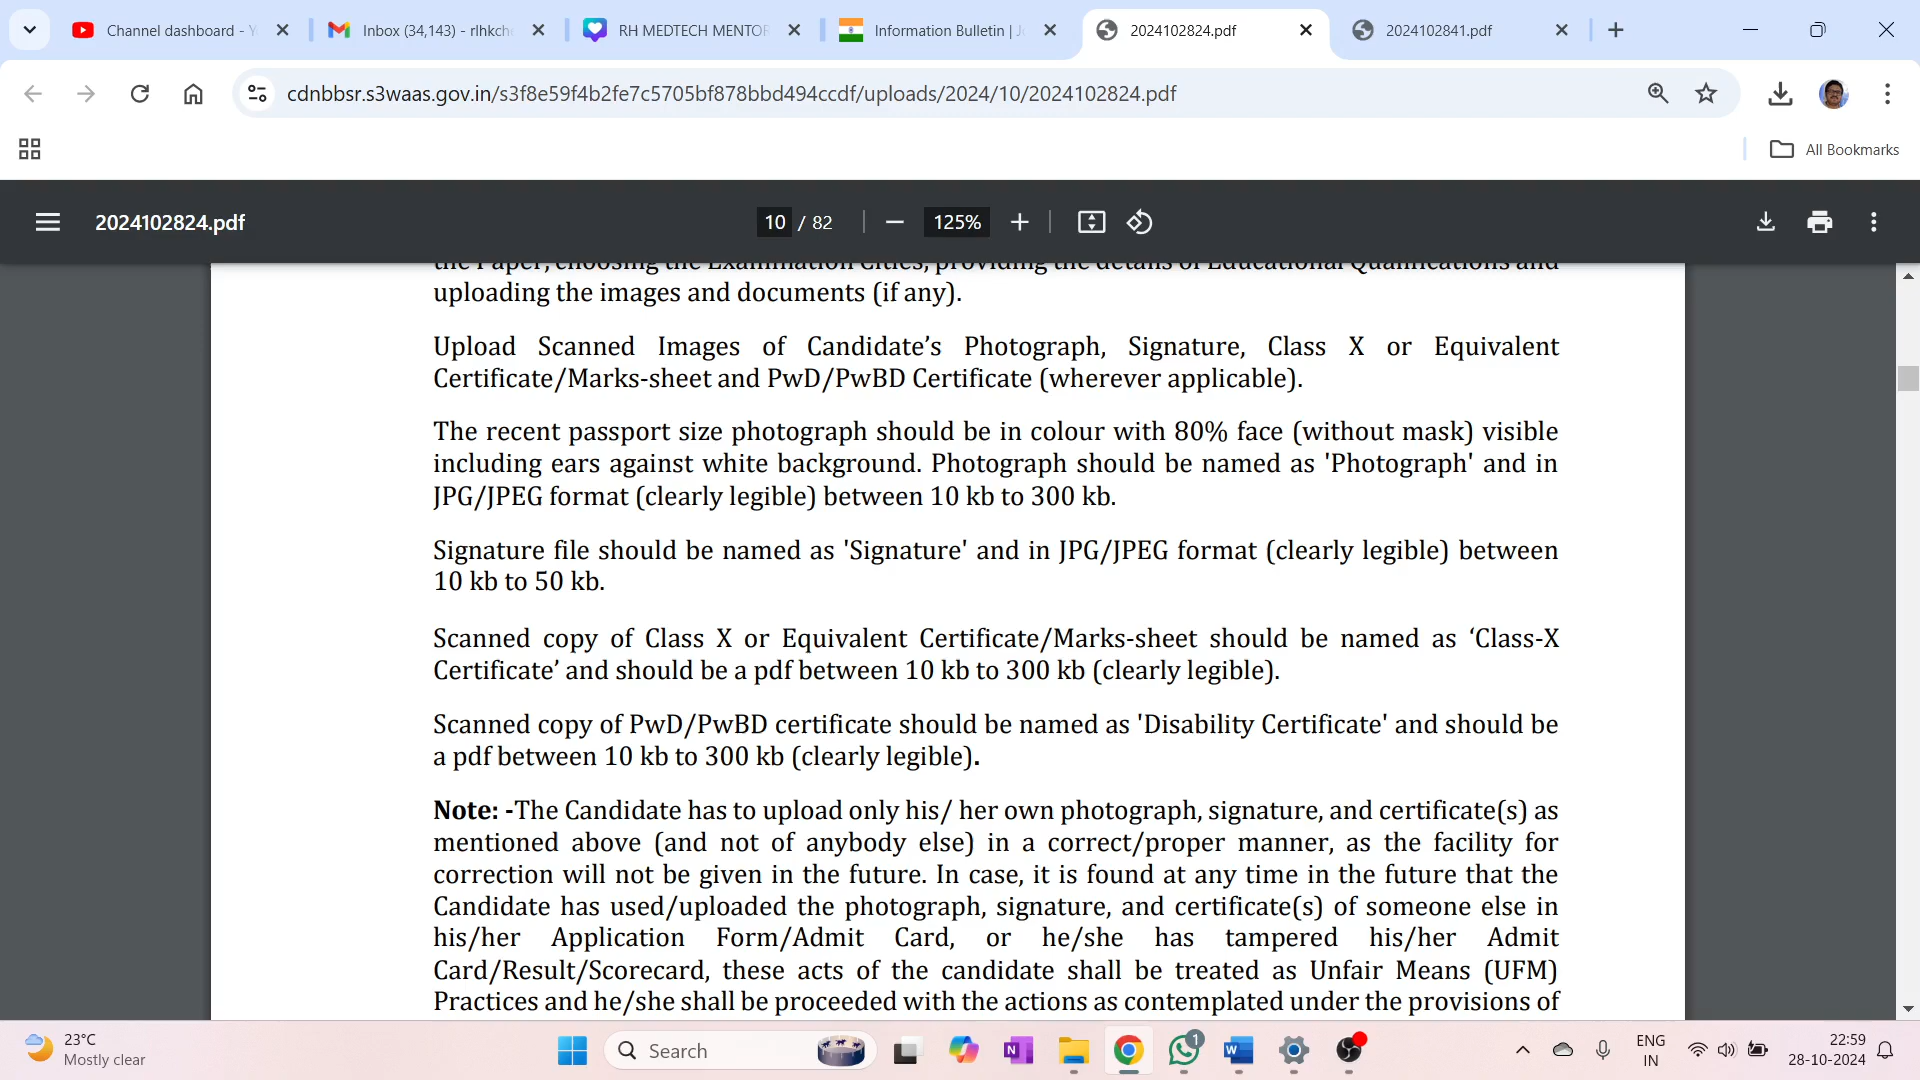 Channel dashboard - Y
Inbox (34,143) - rlhkch
RH MEDTECH MENTOR
Information Bulletin | J
2024102824.pdf
2024102841.pdf
cdnbbsr.s3waas.gov.in/s3f8e59f4b2fe7c5705bf878bbd494ccdf/uploads/2024/10/2024102824.pdf
All Bookmarks
2024102824.pdf
10 / 82
125%
the Paper, choosing the Examination Cities, providing the details of Educational Qualifications and
uploading the images and documents (if any).
Upload Scanned Images of Candidate’s Photograph, Signature, Class X or Equivalent
Certificate/Marks-sheet and PwD/PwBD Certificate (wherever applicable).
The recent passport size photograph should be in colour with 80% face (without mask) visible
including ears against white background. Photograph should be named as 'Photograph' and in
JPG/JPEG format (clearly legible) between 10 kb to 300 kb.
Signature file should be named as 'Signature' and in JPG/JPEG format (clearly legible) between
10 kb to 50 kb.
Scanned copy of Class X or Equivalent Certificate/Marks-sheet should be named as ‘Class-X
Certificate’ and should be a pdf between 10 kb to 300 kb (clearly legible).
Scanned copy of PwD/PwBD certificate should be named as 'Disability Certificate' and should be
a pdf between 10 kb to 300 kb (clearly legible).
Note: -The Candidate has to upload only his/ her own photograph, signature, and certificate(s) as
mentioned above (and not of anybody else) in a correct/proper manner, as the facility for
correction will not be given in the future. In case, it is found at any time in the future that the
Candidate has used/uploaded the photograph, signature, and certificate(s) of someone else in
his/her Application Form/Admit Card, or he/she has tampered his/her Admit
Card/Result/Scorecard, these acts of the candidate shall be treated as Unfair Means (UFM)
Practices and he/she shall be proceeded with the actions as contemplated under the provisions of
23°C
Mostly clear
Search
1
ENG
IN
22:59
28-10-2024